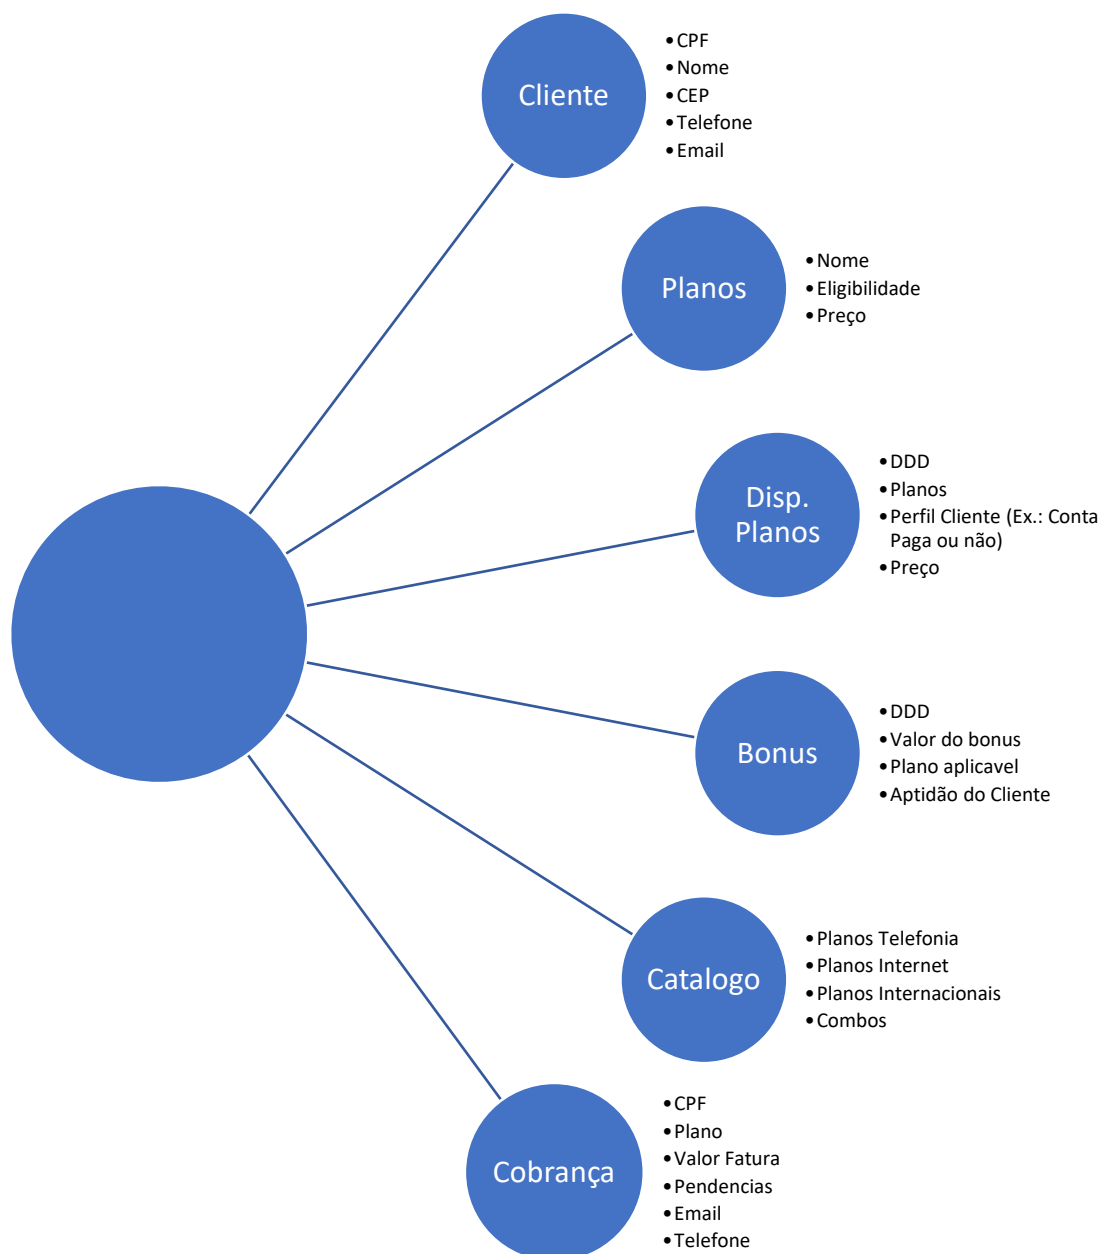 Cliente
•CPF
•Nome
•CEP
•Telefone
•Email
Planos
•Nome
•Eligibilidade
•Preço
Disp.
Planos
•DDD
•Planos
•Perfil Cliente (Ex.: Conta
Paga ou não)
•Preço
Bonus
•DDD
•Valor do bonus
•Plano aplicavel
•Aptidão do Cliente
Catalogo
•Planos Telefonia
•Planos Internet
•Planos Internacionais
•Combos
Cobrança
•CPF
•Plano
•Valor Fatura
•Pendencias
•Email
•Telefone